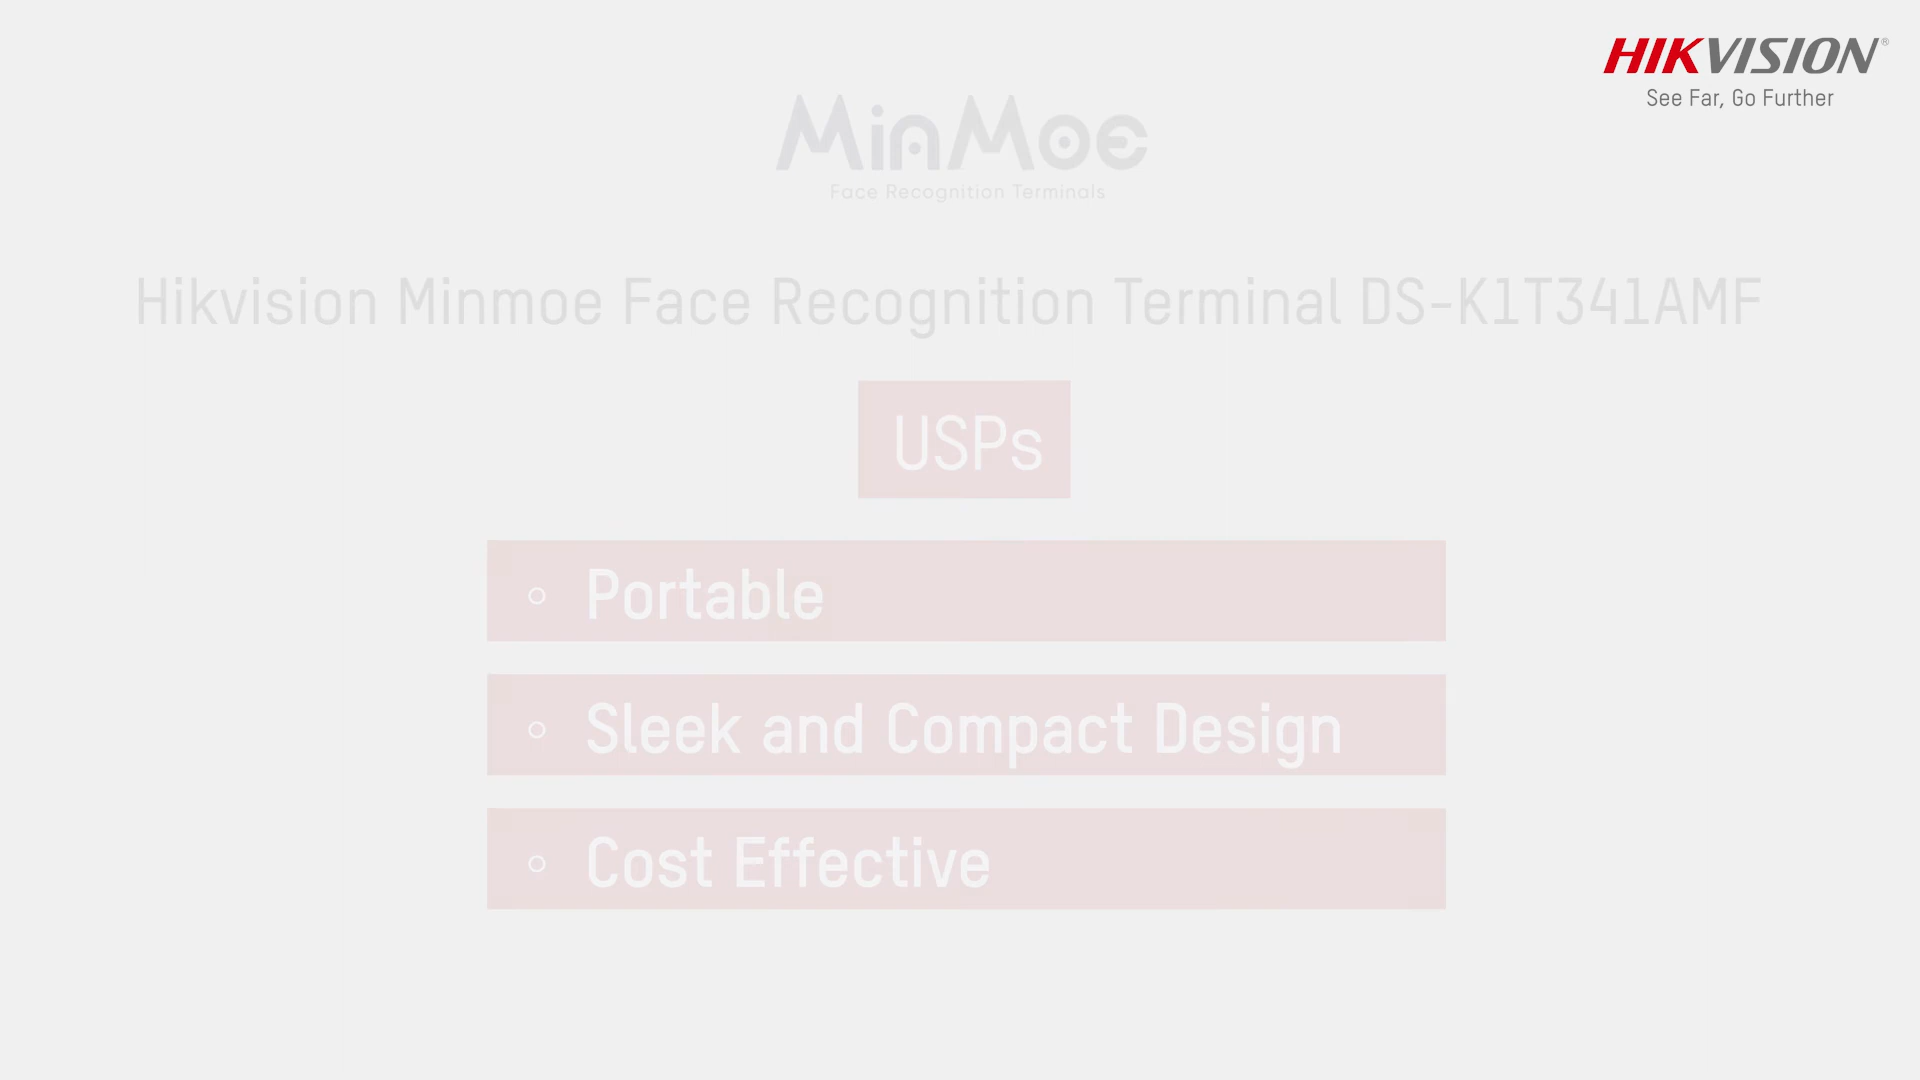 HIKVISION®
See Far, Go Further
MinMoe
Face Recognition Terminals
Hikvision Minmoe Face Recognition Terminal DS-K1T341AMF
USPs
Portable
Sleek and Compact Design
Cost Effective